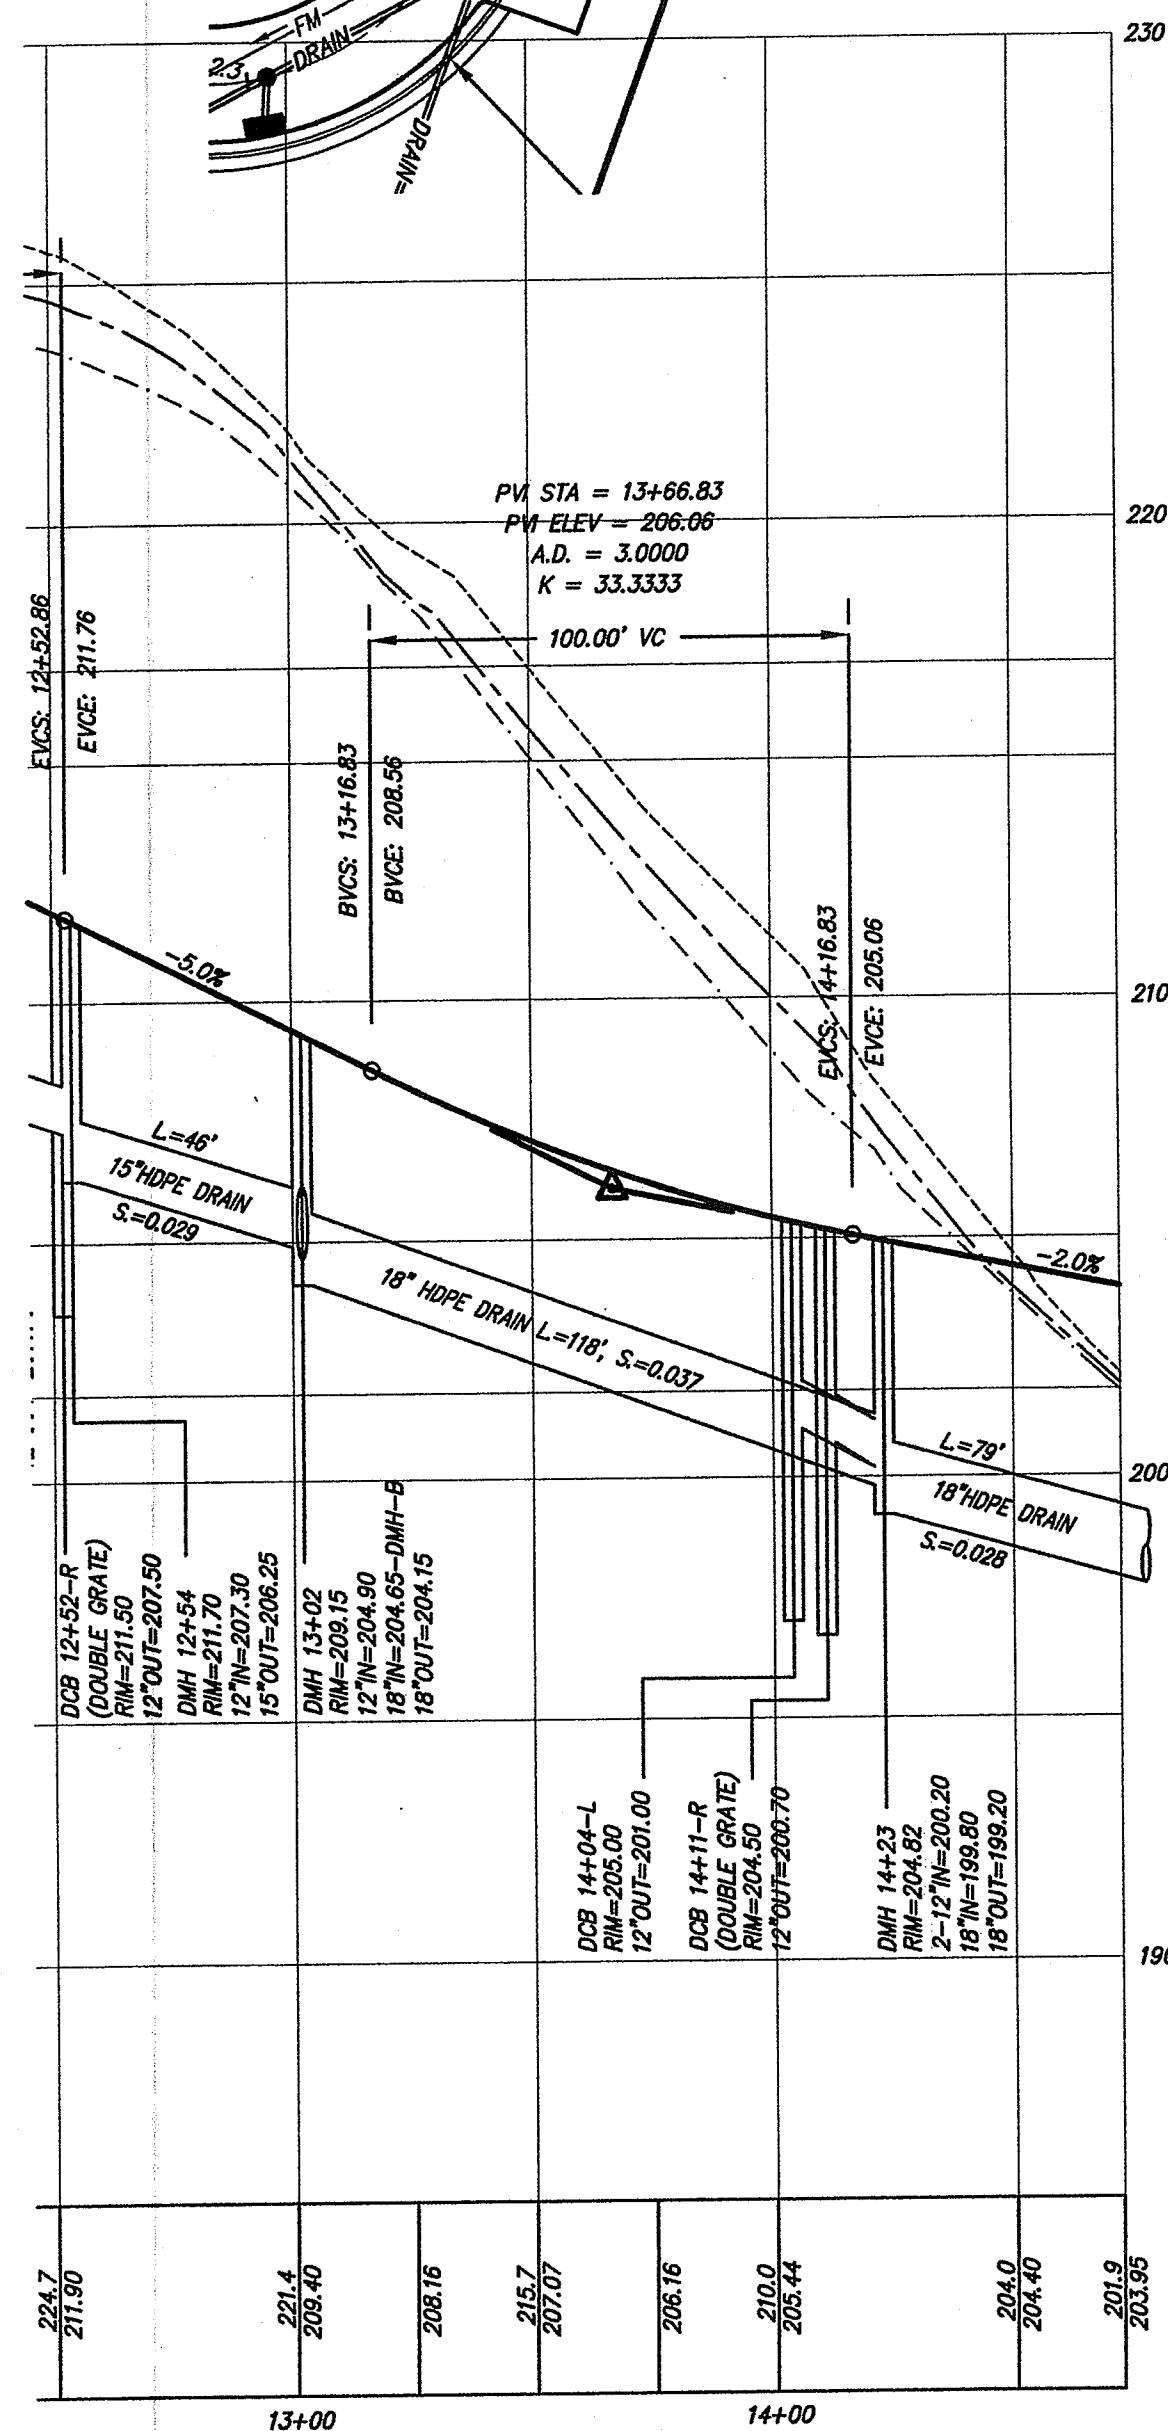 230
FM
DRAIN
2.3
=DRAIN=
PVI STA = 13+66.83
PVI ELEV = 206.06
A.D. = 3.0000
K = 33.3333
220
100.00' VC
EVCS: 12+52.86
EVCE: 211.76
BVCS: 13+16.83
BVCE: 208.56
EVCS: 14+16.83
EVCE: 205.06
-5.0%
210
L.=46'
15"HDPE DRAIN
S.=0.029
18" HDPE DRAIN L.=118', S.=0.037
-2.0%
L.=79'
200
18"HDPE DRAIN
S.=0.028
DCB 12+52-R
(DOUBLE GRATE)
RIM=211.50
12"OUT=207.50
DMH 12+54
RIM=211.70
12"IN=207.30
15"OUT=206.25
DMH 13+02
RIM=209.15
12"IN=204.90
18"IN=204.65-DMH-B
18"OUT=204.15
DCB 14+04-L
RIM=205.00
12"OUT=201.00
DCB 14+11-R
(DOUBLE GRATE)
RIM=204.50
12"OUT=200.70
DMH 14+23
RIM=204.82
2-12"IN=200.20
18"IN=199.80
18"OUT=199.20
190
224.7
211.90
221.4
209.40
208.16
215.7
207.07
206.16
210.0
205.44
204.0
204.40
201.9
203.95
13+00
14+00